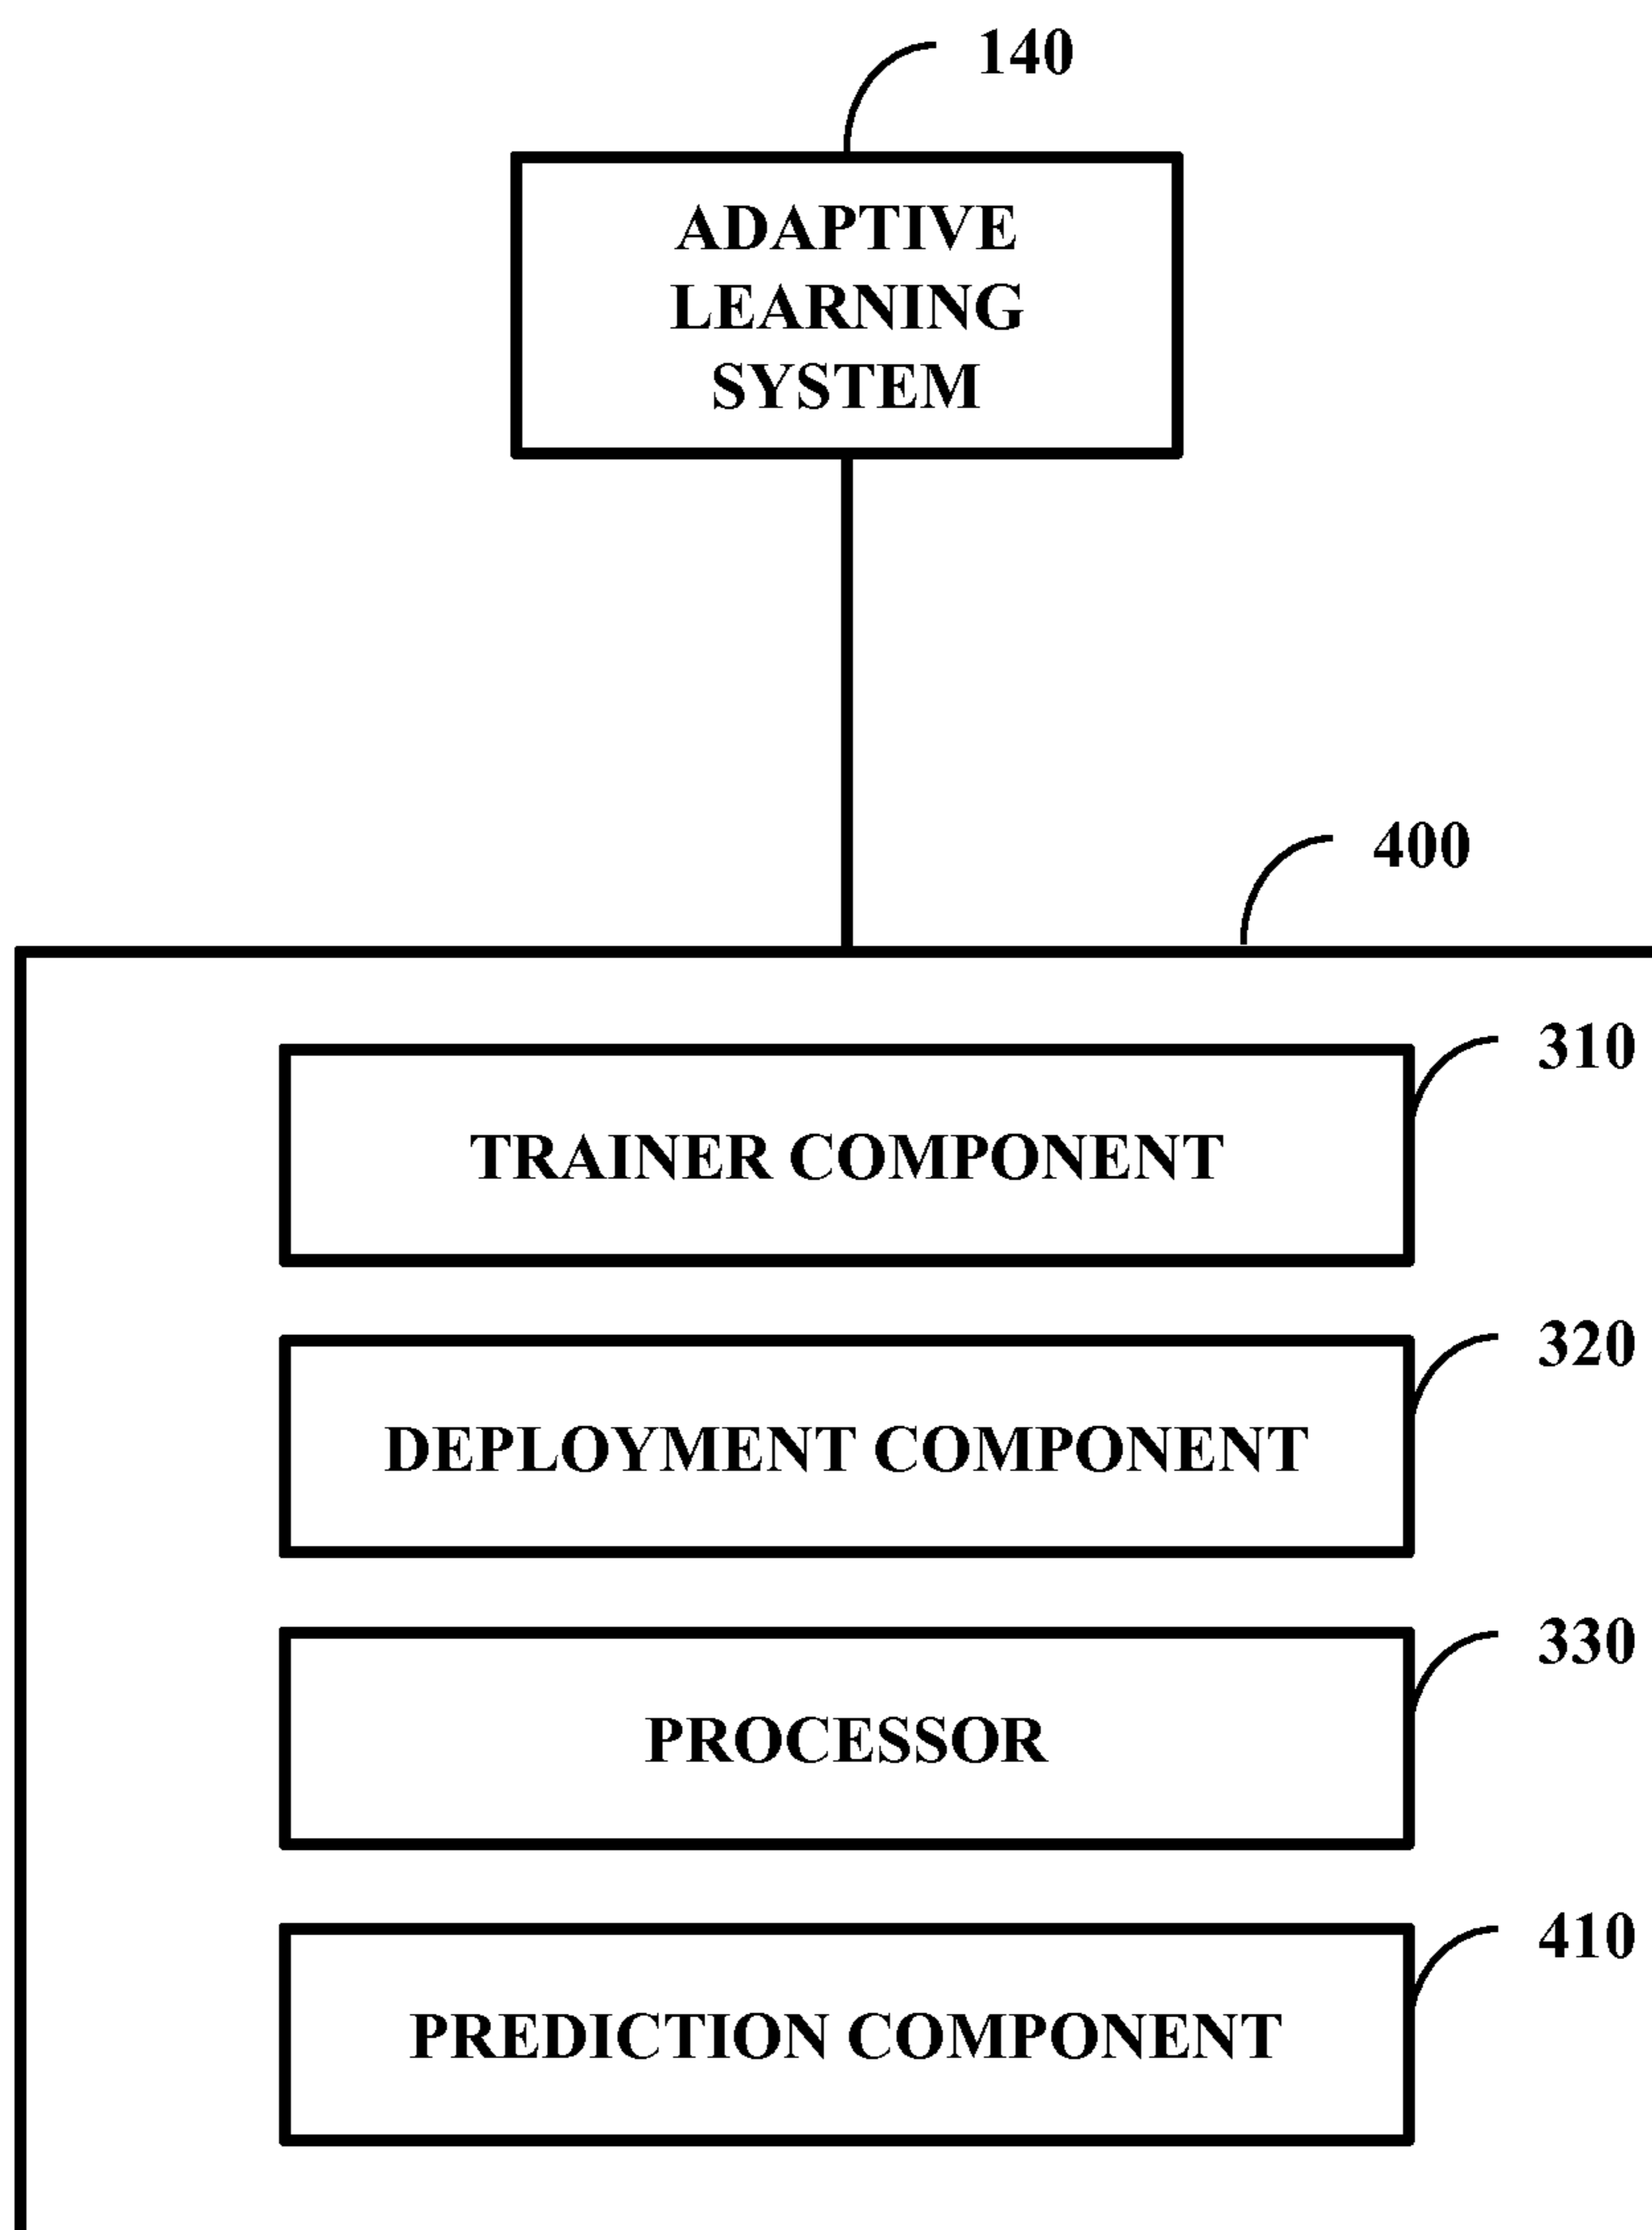 140
ADAPTIVE
LEARNING
SYSTEM
400
310
TRAINER COMPONENT
320
DEPLOYMENT COMPONENT
330
PROCESSOR
410
PREDICTION COMPONENT